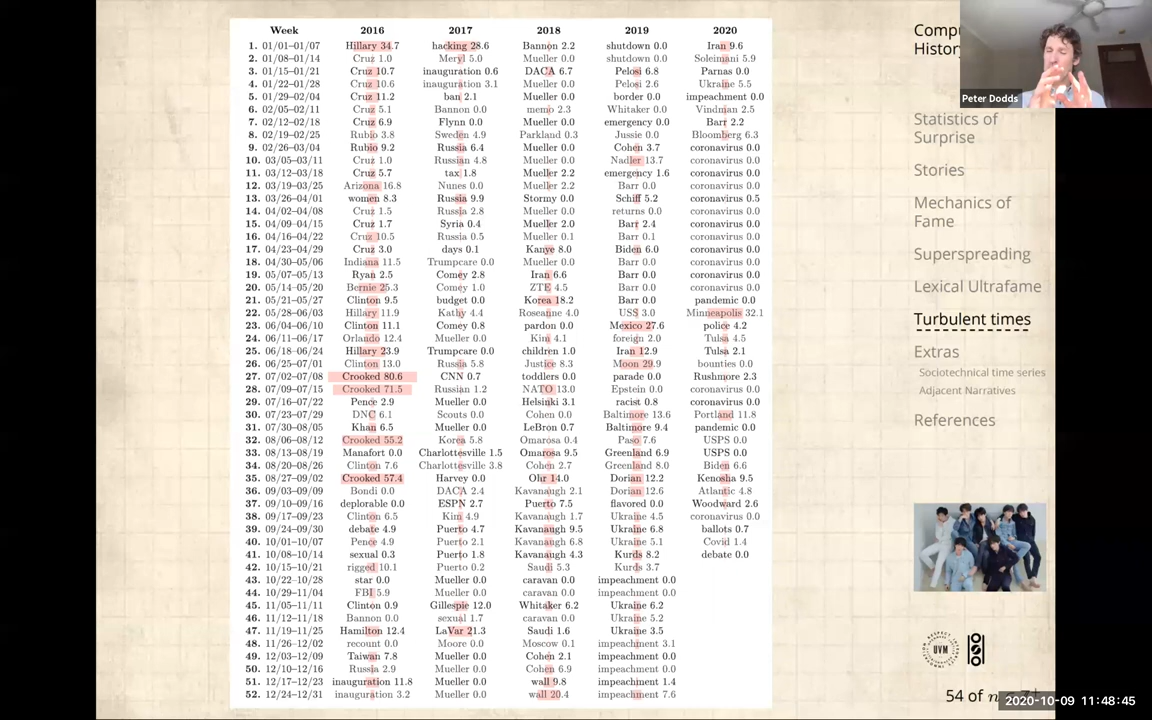 Week 2016 2017 2018 2019 2020
1. 01/01–01/07 Hillary 34.7 hacking 28.6 Bannon 2.2 shutdown 0.0 Iran 9.6
2. 01/08–01/14 Cruz 1.0 Meryl 5.0 Mueller 0.0 shutdown 0.0 Soleimani 5.9
3. 01/15–01/21 Cruz 10.7 inauguration 0.6 DACA 6.7 Pelosi 6.8 Parnas 0.0
4. 01/22–01/28 Cruz 10.6 inauguration 3.1 Mueller 0.0 Pelosi 2.6 Ukraine 5.5
5. 01/29–02/04 Cruz 11.2 ban 2.1 Mueller 0.0 border 0.0 impeachment 0.0
6. 02/05–02/11 Cruz 5.1 Bannon 0.0 memo 2.3 Whitaker 0.0 Vindman 2.5
7. 02/12–02/18 Cruz 6.9 Flynn 0.0 Mueller 0.0 emergency 0.0 Barr 2.2
8. 02/19–02/25 Rubio 3.8 Sweden 4.9 Parkland 0.3 Jussie 0.0 Bloomberg 6.3
9. 02/26–03/04 Rubio 9.2 Russia 6.4 Mueller 0.0 Cohen 3.7 coronavirus 0.0
10. 03/05–03/11 Cruz 1.0 Russian 4.8 Mueller 0.0 Nadler 13.7 coronavirus 0.0
11. 03/12–03/18 Cruz 5.7 tax 1.8 Mueller 2.2 emergency 1.6 coronavirus 0.0
12. 03/19–03/25 Arizona 16.8 Nunes 0.0 Mueller 2.2 Barr 0.0 coronavirus 0.0
13. 03/26–04/01 women 8.3 Russia 9.9 Stormy 0.0 Schiff 5.2 coronavirus 0.5
14. 04/02–04/08 Cruz 1.5 Russia 2.8 Mueller 0.0 returns 0.0 coronavirus 0.0
15. 04/09–04/15 Cruz 1.7 Syria 0.4 Mueller 2.0 Barr 2.4 coronavirus 0.0
16. 04/16–04/22 Cruz 10.5 Russia 0.5 Mueller 0.1 Barr 0.1 coronavirus 0.0
17. 04/23–04/29 Cruz 3.0 days 0.1 Kanye 8.0 Biden 6.0 coronavirus 0.0
18. 04/30–05/06 Indiana 11.5 Trumpcare 0.0 Mueller 0.0 Barr 0.0 coronavirus 0.0
19. 05/07–05/13 Ryan 2.5 Comey 2.8 Iran 6.6 Barr 0.0 coronavirus 0.0
20. 05/14–05/20 Bernie 25.3 Comey 1.0 ZTE 4.5 Barr 0.0 coronavirus 0.0
21. 05/21–05/27 Clinton 9.5 budget 0.0 Korea 18.2 Barr 0.0 pandemic 0.0
22. 05/28–06/03 Hillary 11.9 Kathy 4.4 Roseanne 4.0 USS 3.0 Minneapolis 32.1
23. 06/04–06/10 Clinton 11.1 Comey 0.8 pardon 0.0 Mexico 27.6 police 4.2
24. 06/11–06/17 Orlando 12.4 Mueller 0.0 Kim 4.1 foreign 2.0 Tulsa 4.5
25. 06/18–06/24 Hillary 23.9 Trumpcare 0.0 children 1.0 Iran 12.9 Tulsa 2.1
26. 06/25–07/01 Clinton 13.0 Russia 5.8 Justice 8.3 Moon 29.9 bounties 0.0
27. 07/02–07/08 Crooked 80.6 CNN 0.7 toddlers 0.0 parade 0.0 Rushmore 2.3
28. 07/09–07/15 Crooked 71.5 Russian 1.2 NATO 13.0 Epstein 0.0 coronavirus 0.0
29. 07/16–07/22 Pence 2.9 Mueller 0.0 Helsinki 3.1 racist 0.8 coronavirus 0.0
30. 07/23–07/29 DNC 6.1 Scouts 0.0 Cohen 0.0 Baltimore 13.6 Portland 11.8
31. 07/30–08/05 Khan 6.5 Mueller 0.0 LeBron 0.7 Baltimore 9.4 pandemic 0.0
32. 08/06–08/12 Crooked 55.2 Korea 5.8 Omarosa 0.4 Paso 7.6 USPS 0.0
33. 08/13–08/19 Manafort 0.0 Charlottesville 1.5 Omarosa 9.5 Greenland 6.9 USPS 0.0
34. 08/20–08/26 Clinton 7.6 Charlottesville 3.8 Cohen 2.7 Greenland 8.0 Biden 6.6
35. 08/27–09/02 Crooked 57.4 Harvey 0.0 Ohr 14.0 Dorian 12.2 Kenosha 9.5
36. 09/03–09/09 Bondi 0.0 DACA 2.4 Kavanaugh 2.1 Dorian 12.6 Atlantic 4.8
37. 09/10–09/16 deplorable 0.0 ESPN 2.7 Puerto 7.5 flavored 0.0 Woodward 2.6
38. 09/17–09/23 Clinton 6.5 Kim 4.9 Kavanaugh 1.7 Ukraine 4.5 coronavirus 0.0
39. 09/24–09/30 debate 4.9 Puerto 4.7 Kavanaugh 9.5 Ukraine 6.8 ballots 0.7
40. 10/01–10/07 Pence 4.9 Puerto 2.1 Kavanaugh 6.8 Ukraine 5.1 Covid 1.4
41. 10/08–10/14 sexual 0.3 Puerto 1.8 Kavanaugh 4.3 Kurds 8.2 debate 0.0
42. 10/15–10/21 rigged 10.1 Puerto 0.2 Saudi 5.3 Kurds 3.7
43. 10/22–10/28 star 0.0 Mueller 0.0 caravan 0.0 impeachment 0.0
44. 10/29–11/04 FBI 5.9 Mueller 0.0 caravan 0.0 impeachment 0.0
45. 11/05–11/11 Clinton 0.9 Gillespie 12.0 Whitaker 6.2 Ukraine 6.2
46. 11/12–11/18 Bannon 0.0 sexual 1.7 caravan 0.0 Ukraine 5.2
47. 11/19–11/25 Hamilton 12.4 LaVar 21.3 Saudi 1.6 Ukraine 3.5
48. 11/26–12/02 recount 0.0 Moore 0.0 Moscow 0.1 impeachment 3.1
49. 12/03–12/09 Taiwan 7.8 Mueller 0.0 Cohen 2.1 impeachment 0.0
50. 12/10–12/16 Russia 2.9 Mueller 0.0 Cohen 6.9 impeachment 0.0
51. 12/17–12/23 inauguration 11.8 Mueller 0.0 wall 9.8 impeachment 1.4
52. 12/24–12/31 inauguration 3.2 Mueller 0.0 wall 20.4 impeachment 7.6
Histor
Peter Dodds
Statistics of
Surprise
Stories
Mechanics of
Fame
Superspreading
Lexical Ultrafame
Turbulent times
Extras
Sociotechnical time series
Adjacent Narratives
References
UVM
54 of
2020-10-09 11:48:45